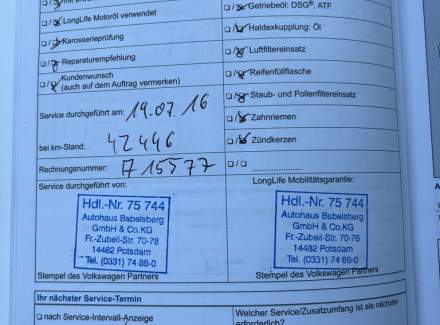 Getriebeöl: DSG®, ATF
LongLife Motoröl verwendet
Haldexkupplung: Öl
Karosserieprüfung
Luftfiltereinsatz
Reparaturempfehlung
Reifenfüllflasche
Kundenwunsch
(auch auf dem Auftrag vermerken)
Staub- und Pollenfiltereinsatz
Service durchgeführt am: 19.07.16
Zahnriemen
bei km-Stand: 42446
Zündkerzen
Rechnungsnummer: 715577
Service durchgeführt von:
LongLife Mobilitätsgarantie:
Hdl.-Nr. 75 744
Autohaus Babelsberg
GmbH & Co.KG
Fr.-Zubeil-Str. 70-78
14482 Potsdam
Tel. (0331) 74 86-0
Hdl.-Nr. 75 744
Autohaus Babelsberg
GmbH & Co.KG
Fr.-Zubeil-Str. 70-78
14482 Potsdam
Tel. (0331) 74 86-0
Stempel des Volkswagen Partners
Stempel des Volkswagen Partners
Ihr nächster Service-Termin
nach Service-Intervall-Anzeige
Welcher Service/Zusatzumfang ist als nächster
erforderlich?